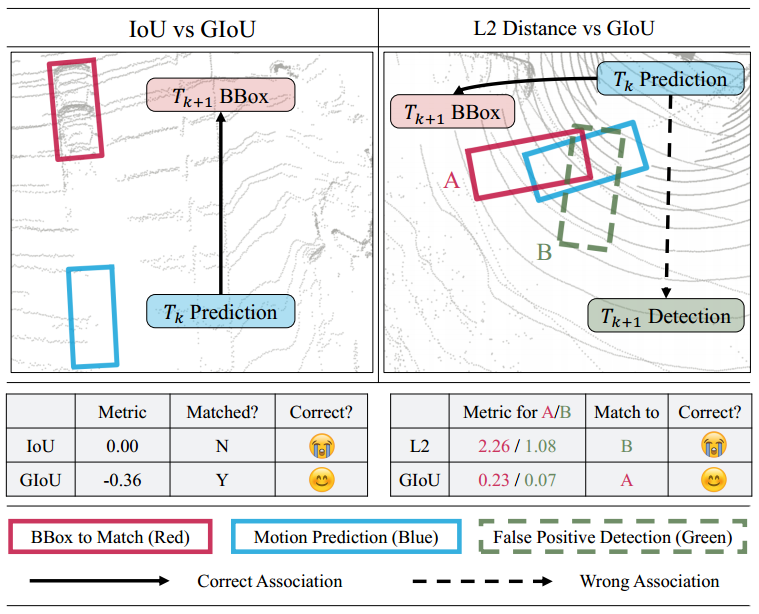 IoU vs GIoU
L2 Distance vs GIoU
T_{k+1} BBox
T_k Prediction
T_k Prediction
T_{k+1} BBox
A
B
T_{k+1} Detection
Metric Matched? Correct?
IoU 0.00 N 😭
GIoU -0.36 Y 😊
Metric for A/B Match to Correct?
L2 2.26 / 1.08 B 😭
GIoU 0.23 / 0.07 A 😊
BBox to Match (Red)
Motion Prediction (Blue)
False Positive Detection (Green)
Correct Association
Wrong Association